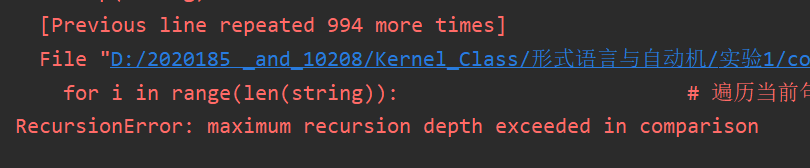 [Previous line repeated 994 more times]
File "D:/2020185 _and_10208/Kernel_Class/形式语言与自动机/实验1/co
for i in range(len(string)): # 遍历当前句
RecursionError: maximum recursion depth exceeded in comparison